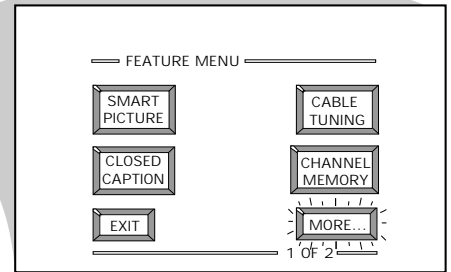 FEATURE MENU
SMART
PICTURE
CABLE
TUNING
CLOSED
CAPTION
CHANNEL
MEMORY
EXIT
MORE...
1 OF 2